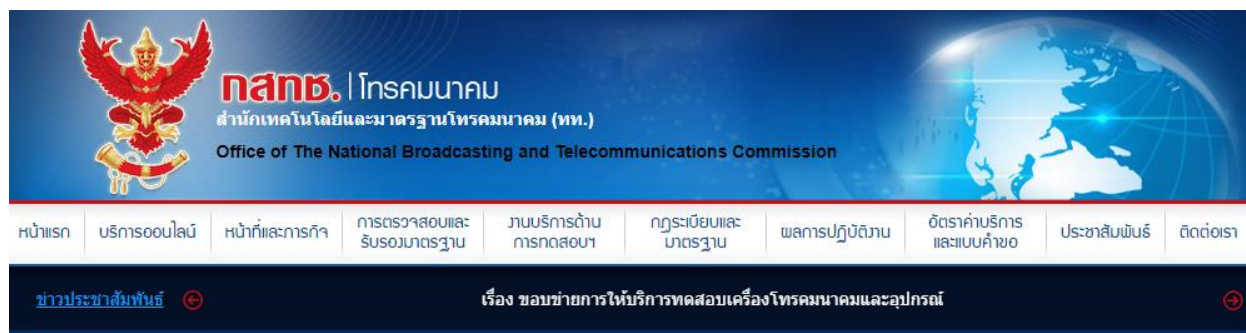 กสทช. | โทรคมนาคม
สำนักเทคโนโลยีและมาตรฐานโทรคมนาคม (ทท.)
Office of The National Broadcasting and Telecommunications Commission
หน้าแรก
บริการออนไลน์
หน้าที่และภารกิจ
การตรวจสอบและ
รับรองมาตรฐาน
งานบริการด้าน
การทดสอบฯ
กฎระเบียบและ
มาตรฐาน
ผลการปฏิบัติงาน
อัตราค่าบริการ
และแบบคำขอ
ประชาสัมพันธ์
ติดต่อเรา
ข่าวประชาสัมพันธ์
เรื่อง ขอบข่ายการให้บริการทดสอบเครื่องโทรคมนาคมและอุปกรณ์